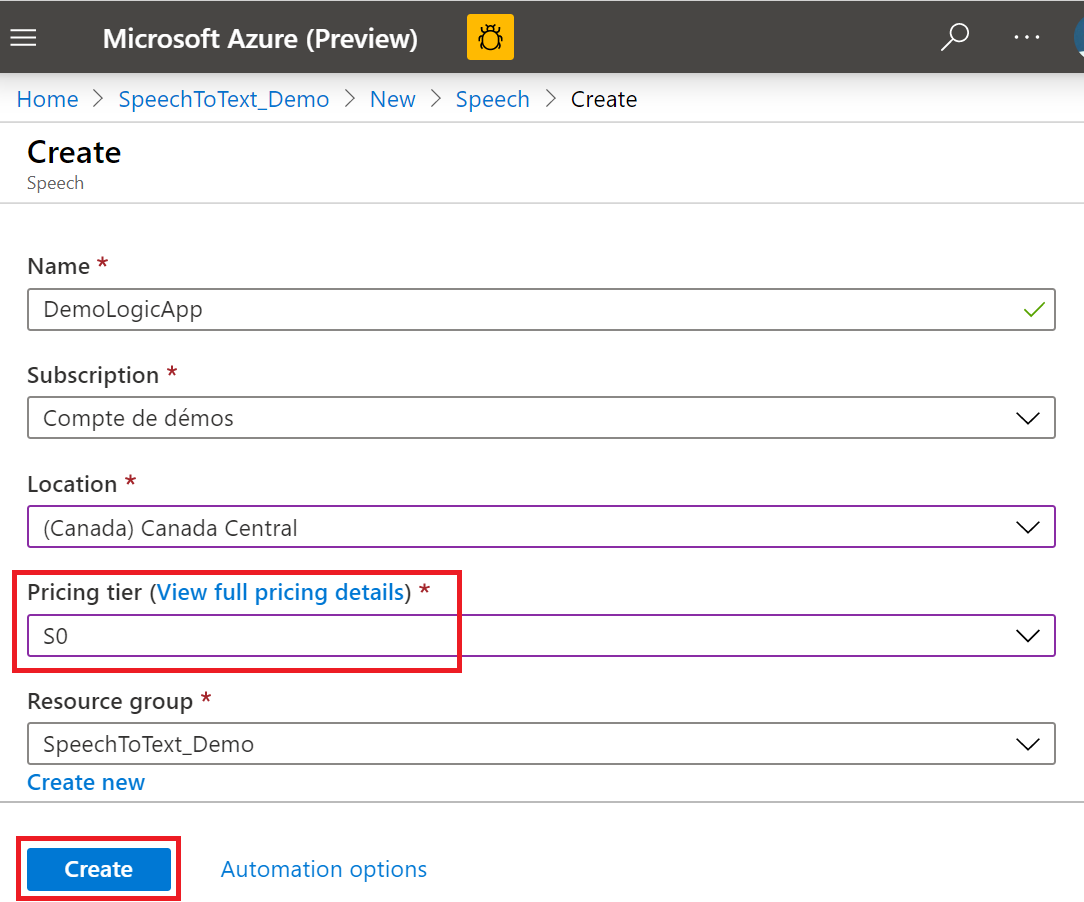 Microsoft Azure (Preview)
Home > SpeechToText_Demo > New > Speech > Create
Create
Speech
Name *
DemoLogicApp
Subscription *
Compte de démos
Location *
(Canada) Canada Central
Pricing tier (View full pricing details) *
S0
Resource group *
SpeechToText_Demo
Create new
Create Automation options